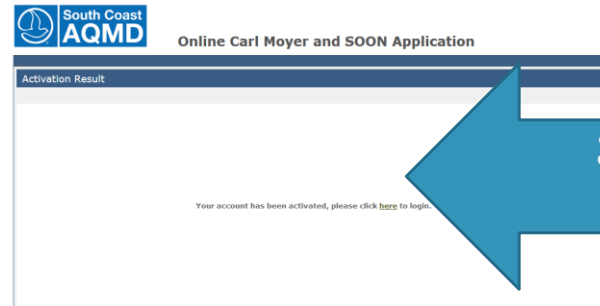 South Coast
AQMD
Online Carl Moyer and SOON Application
Activation Result
Your account has been activated, please click here to login.